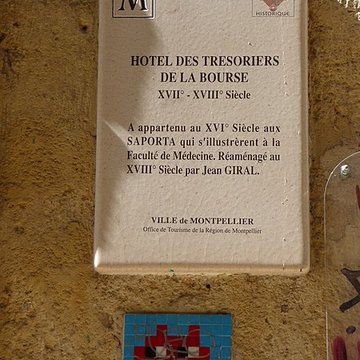 M
HISTORIQUE
HOTEL DES TRESORIERS
DE LA BOURSE
XVII° - XVIII° Siècle
A appartenu au XVI° Siècle aux
SAPORTA qui s'illustrèrent à la
Faculté de Médecine. Réaménagé au
XVIII° Siècle par Jean GIRAL.
VILLE de MONTPELLIER
Office de Tourisme de la Région de Montpellier